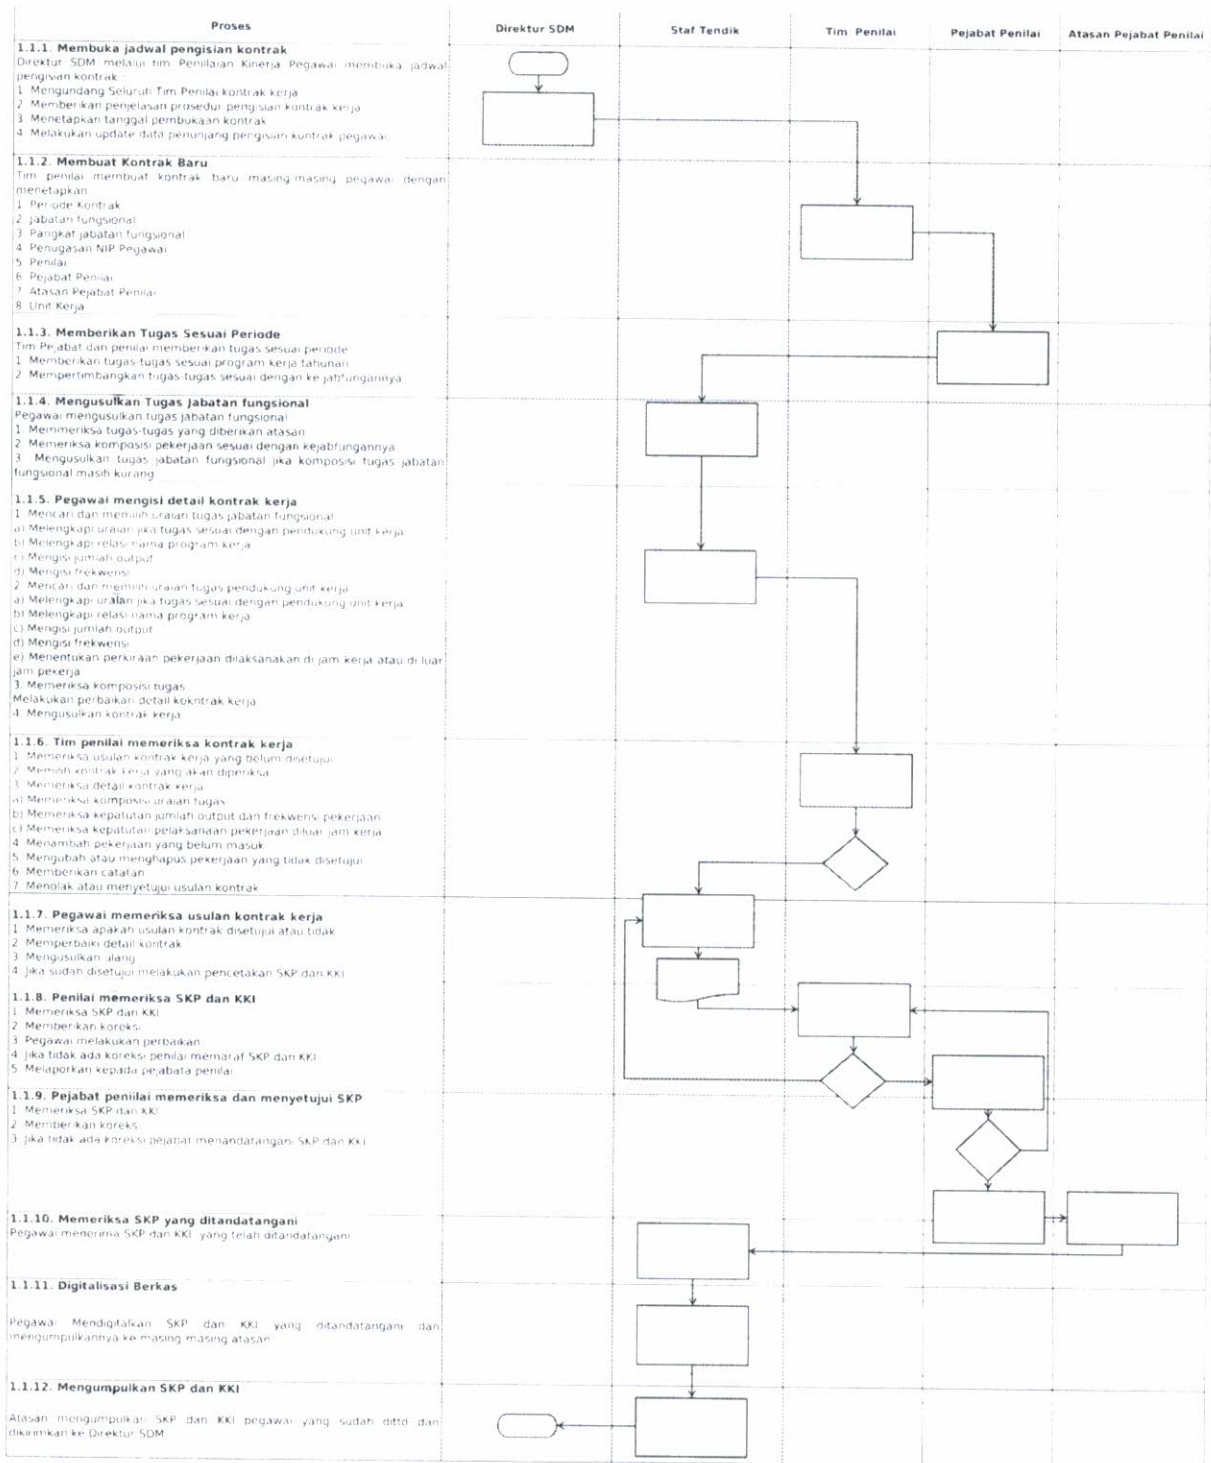 Proses
Direktur SDM
Staf Tendik
Tim Penilai
Pejabat Penilai
Atasan Pejabat Penilai
1.1.1. Membuka jadwal pengisian kontrak
Direktur SDM melalui tim Penilaian Kinerja Pegawai membuka jadwal
pengisian kontrak
1 Mengundang Seluruh Tim Penilai kontrak kerja
2 Memberikan penjelasan prosedur pengisian kontrak kerja
3 Menetapkan tanggal pembukaan kontrak
4 Melakukan update data penunjang pengisian kontrak pegawai
1.1.2. Membuat Kontrak Baru
Tim penilai membuat kontrak baru masing-masing pegawai dengan
menetapkan
1 Periode Kontrak
2 jabatan fungsional
3 Pangkat jabatan fungsional
4 Penugasan NIP Pegawai
5 Penilai
6 Pejabat Penilai
7 Atasan Pejabat Penilai
8 Unit Kerja
1.1.3. Memberikan Tugas Sesuai Periode
Tim Pejabat dan penilai memberikan tugas sesuai periode
1 Memberikan tugas-tugas sesuai program kerja tahunan
2 Mempertimbangkan tugas-tugas sesuai dengan ke jabfungannya
1.1.4. Mengusulkan Tugas Jabatan fungsional
Pegawai mengusulkan tugas jabatan fungsional
1. Memmeriksa tugas-tugas yang diberikan atasan
2 Memeriksa komposisi pekerjaan sesuai dengan kejabfungannya
3 Mengusulkan tugas jabatan fungsional jika komposisi tugas jabatan
fungsional masih kurang.
1.1.5. Pegawai mengisi detail kontrak kerja
1 Mencari dan memilih uraian tugas jabatan fungsional
a) Melengkapi uraian jika tugas sesuai dengan pendukung unit kerja
b) Melengkapi relasi nama program kerja
c) Mengisi jumlah output
d) Mengisi frekwensi
2 Mencari dan memilih uraian tugas pendukung unit kerja
a) Melengkapi uraian jika tugas sesuai dengan pendukung unit kerja
b) Melengkapi relasi nama program kerja
c) Mengisi jumlah output
d) Mengisi frekwensi
e) Menentukan perkiraan pekerjaan dilaksanakan di jam kerja atau di luar
jam pekerja
3. Memeriksa komposisi tugas
Melakukan perbaikan detail kokntrak kerja
4. Mengusulkan kontrak kerja
1.1.6. Tim penilai memeriksa kontrak kerja
1 Memeriksa usulan kontrak kerja yang belum disetujui
2 Memilih kontrak kerja yang akan diperiksa
3 Memeriksa detail kontrak kerja
a) Memeriksa komposisi uraian tugas
b) Memeriksa kepatutan jumlah output dan frekwensi pekerjaan
c) Memeriksa kepatutan pelaksanaan pekerjaan diluar jam kerja
4 Menambah pekerjaan yang belum masuk
5 Mengubah atau menghapus pekerjaan yang tidak disetujui
6 Memberikan catatan
7 Menolak atau menyetujui usulan kontrak
1.1.7. Pegawai memeriksa usulan kontrak kerja
1 Memeriksa apakah usulan kontrak disetujui atau tidak
2 Memperbaiki detail kontrak
3 Mengusulkan ulang
4 Jika sudah disetujui melakukan pencetakan SKP dan KKI
1.1.8. Penilai memeriksa SKP dan KKI
1 Memeriksa SKP dan KKI
2 Memberikan koreksi
3 Pegawai melakukan perbaikan
4 Jika tidak ada koreksi penilai memaraf SKP dan KKI
5 Melaporkan kepada pejabata penilai
1.1.9. Pejabat peniilai memeriksa dan menyetujui SKP
1 Memeriksa SKP dan KKI
2 Memberikan koreks
3 Jika tidak ada koreksi pejabat menandatangani SKP dan KKI
1.1.10. Memeriksa SKP yang ditandatangani
Pegawai menerima SKP dan KKI yang telah ditandatangani
1.1.11. Digitalisasi Berkas
Pegawai Mendigitalkan SKP dan KKI yang ditandatangani dan
mengumpulkannya ke masing masing atasan
1.1.12. Mengumpulkan SKP dan KKI
Atasan mengumpulkan SKP dan KKI pegawai yang sudah dittd dan
dikirimkan ke Direktur SDM